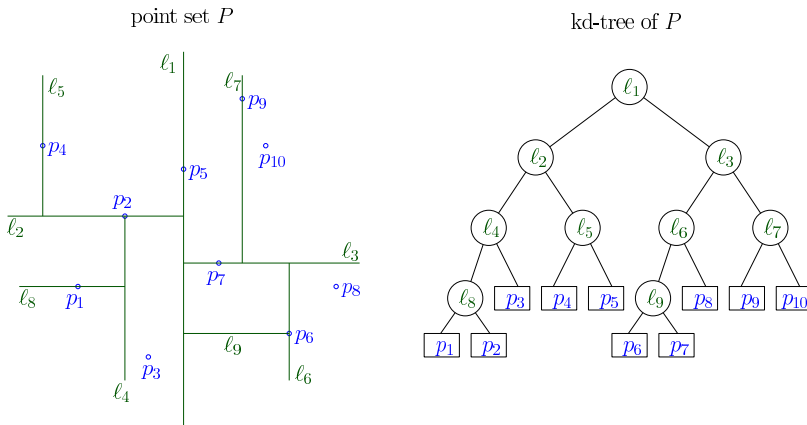 point set P
kd-tree of P
ℓ1
ℓ5
ℓ7
p9
p4
p10
p5
p2
ℓ2
ℓ3
p7
p1
ℓ8
p8
p6
ℓ9
p3
ℓ4
ℓ6
ℓ1
ℓ2
ℓ3
ℓ4
ℓ5
ℓ6
ℓ7
ℓ8
p3
p4
p5
ℓ9
p8
p9
p10
p1
p2
p6
p7